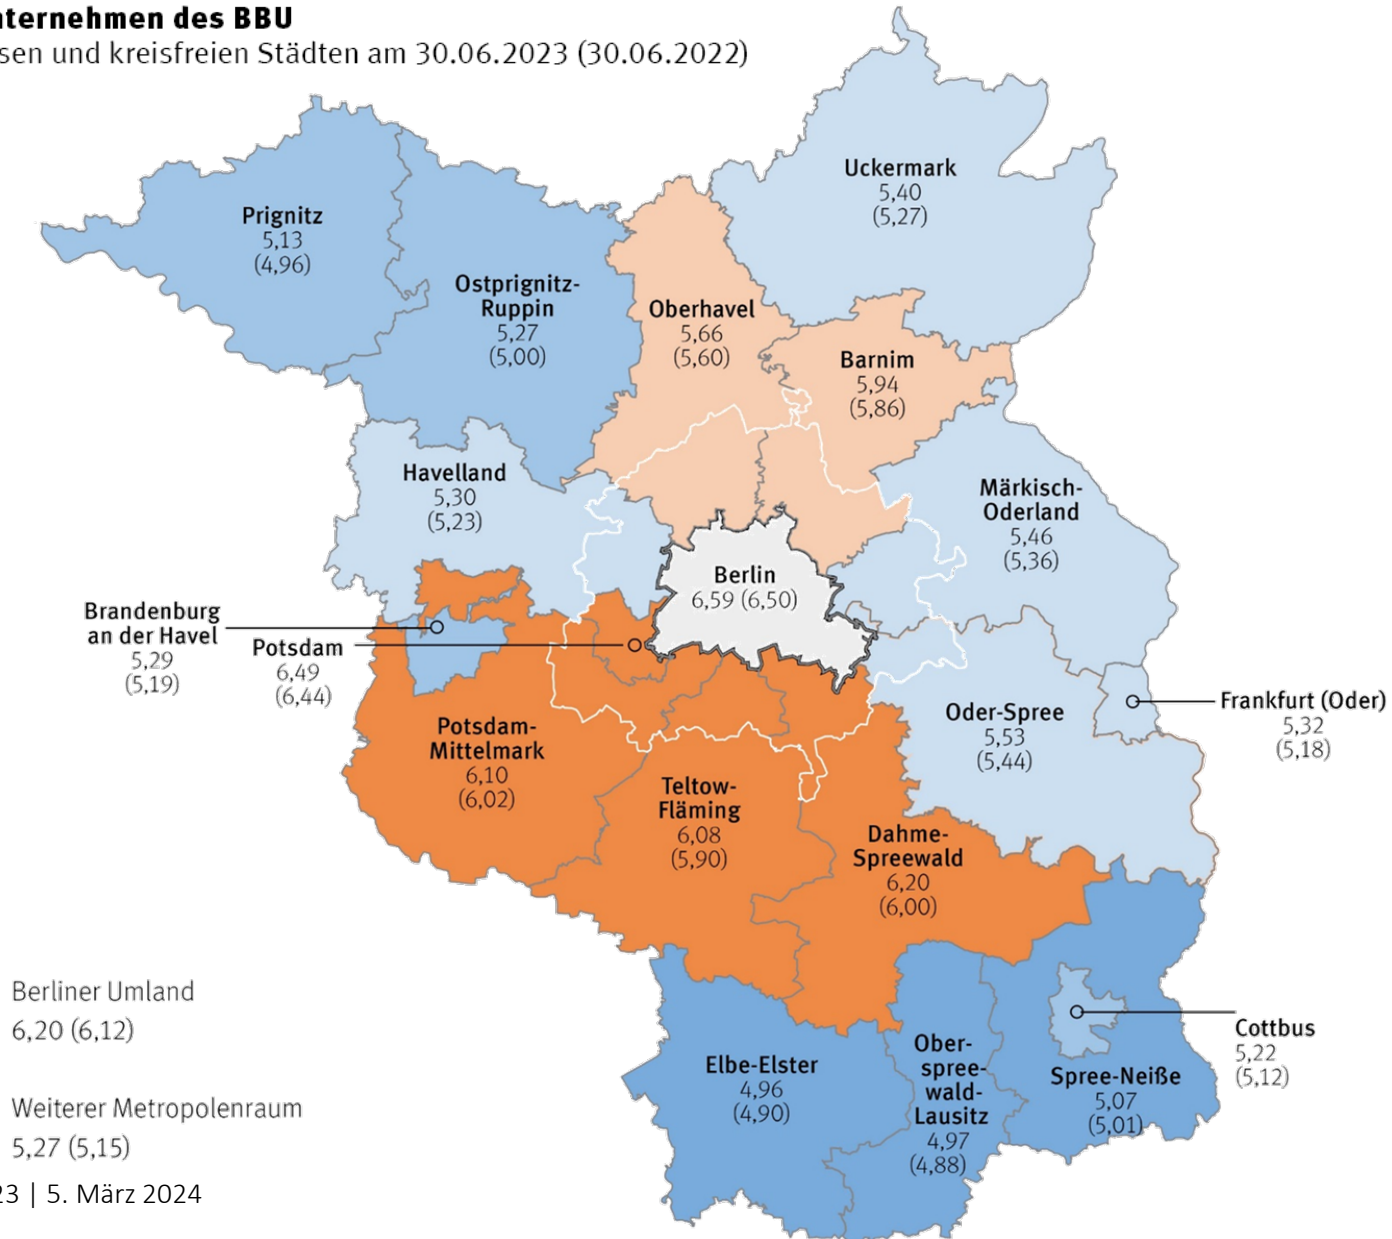 nternehmen des BBU
sen und kreisfreien Städten am 30.06.2023 (30.06.2022)
Uckermark
5,40
(5,27)
Prignitz
5,13
(4,96)
Ostprignitz-
Ruppin
5,27
(5,00)
Oberhavel
5,66
(5,60)
Barnim
5,94
(5,86)
Havelland
5,30
(5,23)
Märkisch-
Oderland
5,46
(5,36)
Berlin
6,59 (6,50)
Brandenburg
an der Havel
5,29
(5,19)
Potsdam
6,49
(6,44)
Frankfurt (Oder)
5,32
(5,18)
Oder-Spree
5,53
(5,44)
Potsdam-
Mittelmark
6,10
(6,02)
Teltow-
Fläming
6,08
(5,90)
Dahme-
Spreewald
6,20
(6,00)
Berliner Umland
6,20 (6,12)
Cottbus
5,22
(5,12)
Elbe-Elster
4,96
(4,90)
Ober-
spree-
wald-
Lausitz
4,97
(4,88)
Spree-Neiße
5,07
(5,01)
Weiterer Metropolenraum
5,27 (5,15)
23 | 5. März 2024